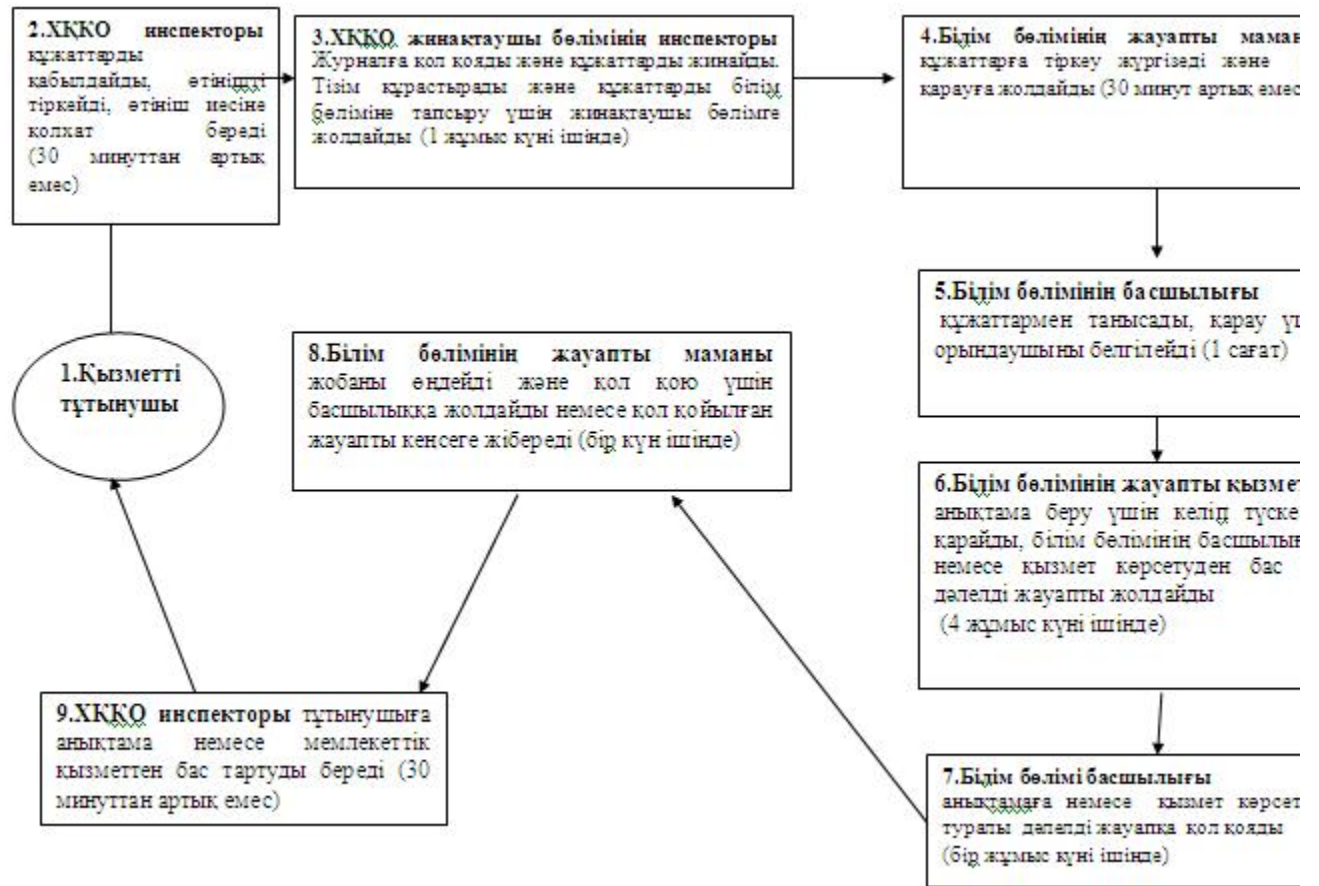 2.ХҚКО инспекторы
құжаттарды
қабылдайды, өтінішті
тіркейді, өтініш иесіне
қолхат береді
(30 минуттан артық
емес)
3.ХҚКО жинақтаушы бөлімінің инспекторы
Журналға қол қояды және құжаттарды жинайды.
Тізім құрастырады және құжаттарды білім
бөліміне тапсыру үшін жинақтаушы бөлімге
жолдайды (1 жұмыс күні ішінде)
4.Білім бөлімінің жауапты
құжаттарға тіркеу жүргізеді және
қарауға жолдайды (30 минут артық емес
5.Білім бөлімінің басшылығы
құжаттармен танысады, қарау
орындаушыны белгілейді (1 сағат)
6.Білім бөлімінің жауапты
анықтама беру үшін келіп
қарайды, білім бөлімінің
немесе қызмет көрсетуден бас
дәлелді жауапты жолдайды
(4 жұмыс күні ішінде)
7.Білім бөлімі басшылығы
анықтамаға немесе қызмет
туралы дәлелді жауапқа қол қояды
(бір жұмыс күні ішінде)
8.Білім бөлімінің жауапты маманы
жобаны өңдейді және қол қою үшін
басшылыққа жолдайды немесе қол қойылған
жауапты кеңсеге жібереді (бір күн ішінде)
9.ХҚКО инспекторы тұтынушыға
анықтама немесе мемлекеттік
қызметтен бас тартуды береді (30
минуттан артық емес)
1.Қызметті
тұтынушы